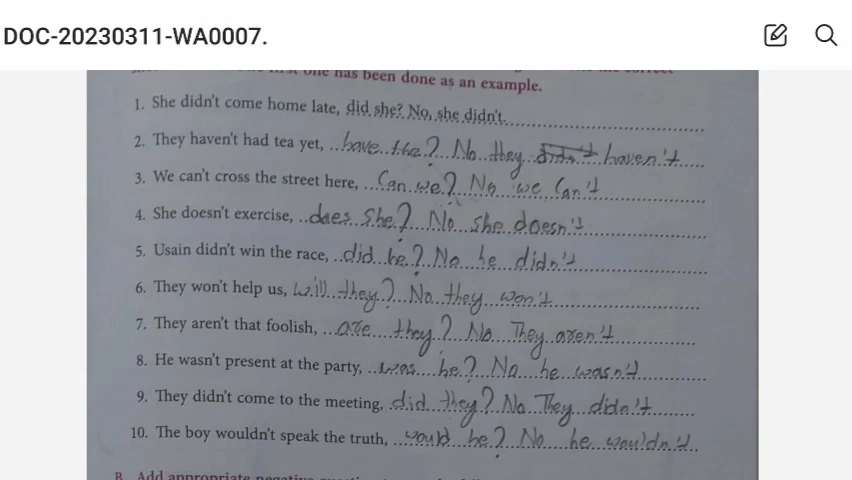 DOC-20230311-WA0007.
first one has been done as an example.
1. She didn't come home late, did she? No, she didn't.
2. They haven't had tea yet, have the? No they didn't haven't
3. We can't cross the street here, Can we? No we Can't
4. She doesn't exercise, does she? No she doesn't
5. Usain didn't win the race, did he? No he didn't
6. They won't help us, will they? No they won't
7. They aren't that foolish, are they? No They aren't
8. He wasn't present at the party, was he? No he wasn't
9. They didn't come to the meeting, did they? No They didn't
10. The boy wouldn't speak the truth, would he? No he wouldn't
B Add appropriate negative